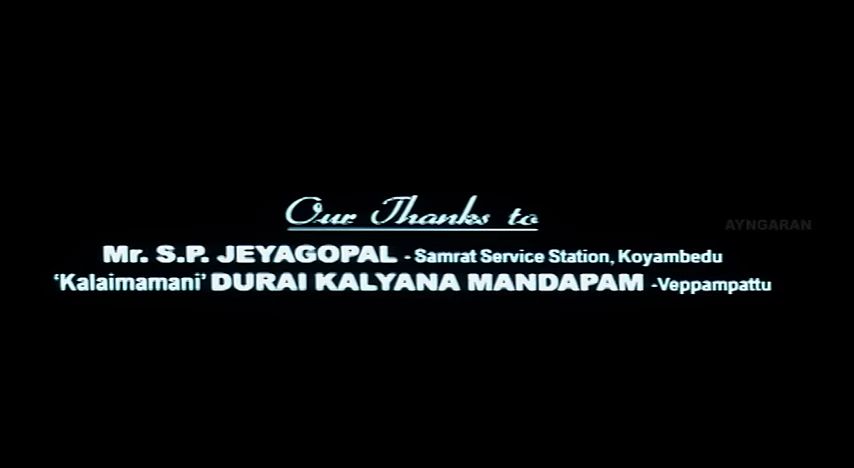 Our Thanks to
AYNGARAN
Mr. S.P. JEYAGOPAL - Samrat Service Station, Koyambedu
‘Kalaimamani’ DURAI KALYANA MANDAPAM -Veppampattu